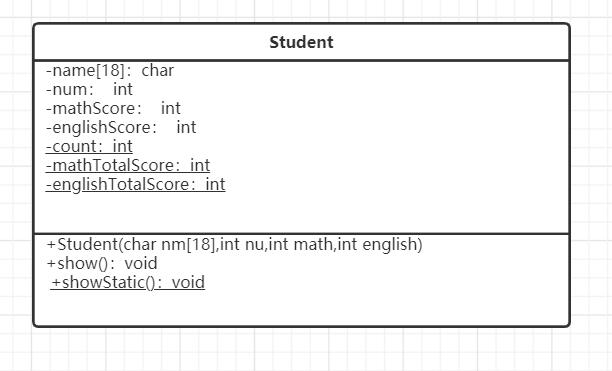 Student
-name[18]：char
-num： int
-mathScore： int
-englishScore： int
-count：int
-mathTotalScore：int
-englishTotalScore：int
+Student(char nm[18],int nu,int math,int english)
+show()：void
+showStatic()：void